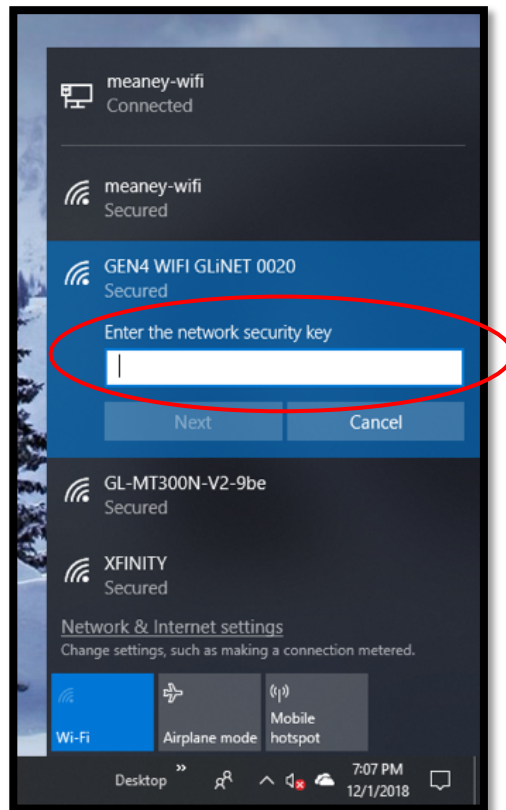 meaney-wifi
Connected
meaney-wifi
Secured
GEN4 WIFI GLiNET 0020
Secured
Enter the network security key
Next
Cancel
GL-MT300N-V2-9be
Secured
XFINITY
Secured
Network & Internet settings
Change settings, such as making a connection metered.
Wi-Fi
Airplane mode
Mobile
hotspot
Desktop
7:07 PM
12/1/2018